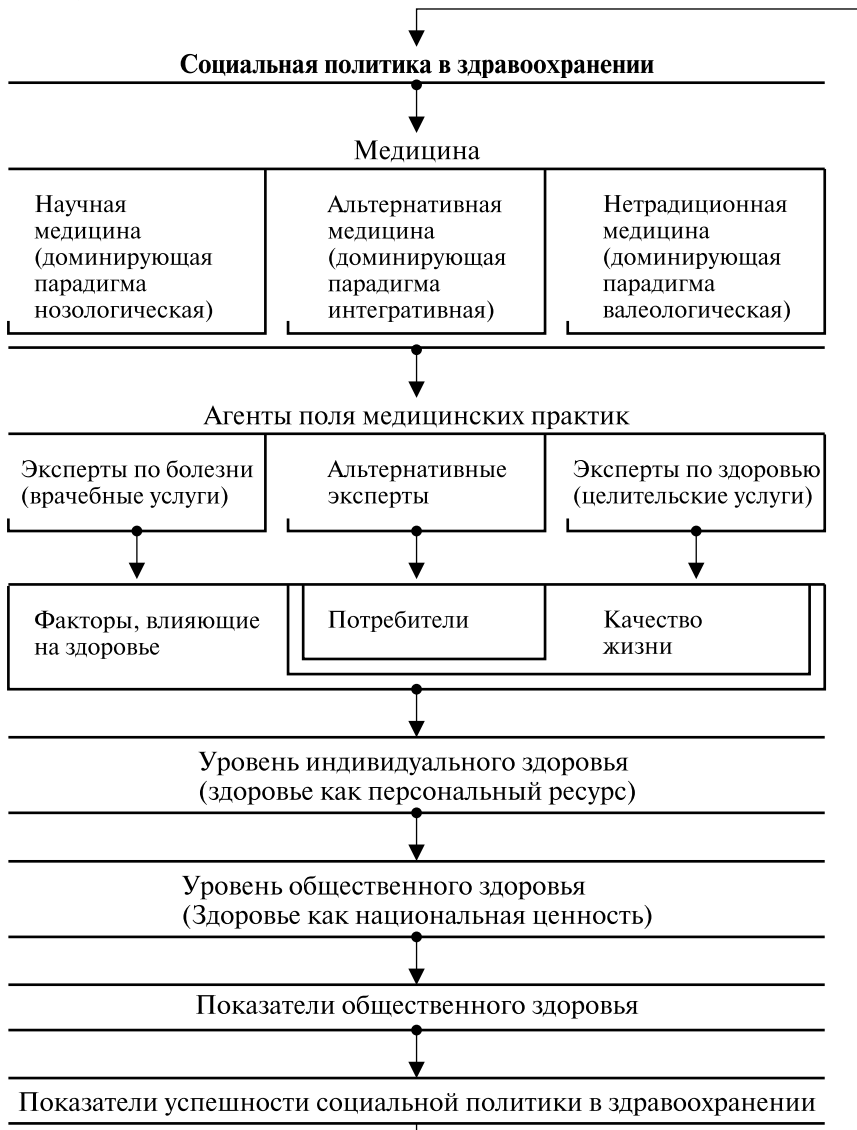 Социальная политика в здравоохранении
Медицина
Научная
медицина
(доминирующая
парадигма
нозологическая)
Альтернативная
медицина
(доминирующая
парадигма
интегративная)
Нетрадиционная
медицина
(доминирующая
парадигма
валеологическая)
Агенты поля медицинских практик
Эксперты по болезни
(врачебные услуги)
Альтернативные
эксперты
Эксперты по здоровью
(целительские услуги)
Факторы, влияющие
на здоровье
Потребители
Качество
жизни
Уровень индивидуального здоровья
(здоровье как персональный ресурс)
Уровень общественного здоровья
(Здоровье как национальная ценность)
Показатели общественного здоровья
Показатели успешности социальной политики в здравоохранении